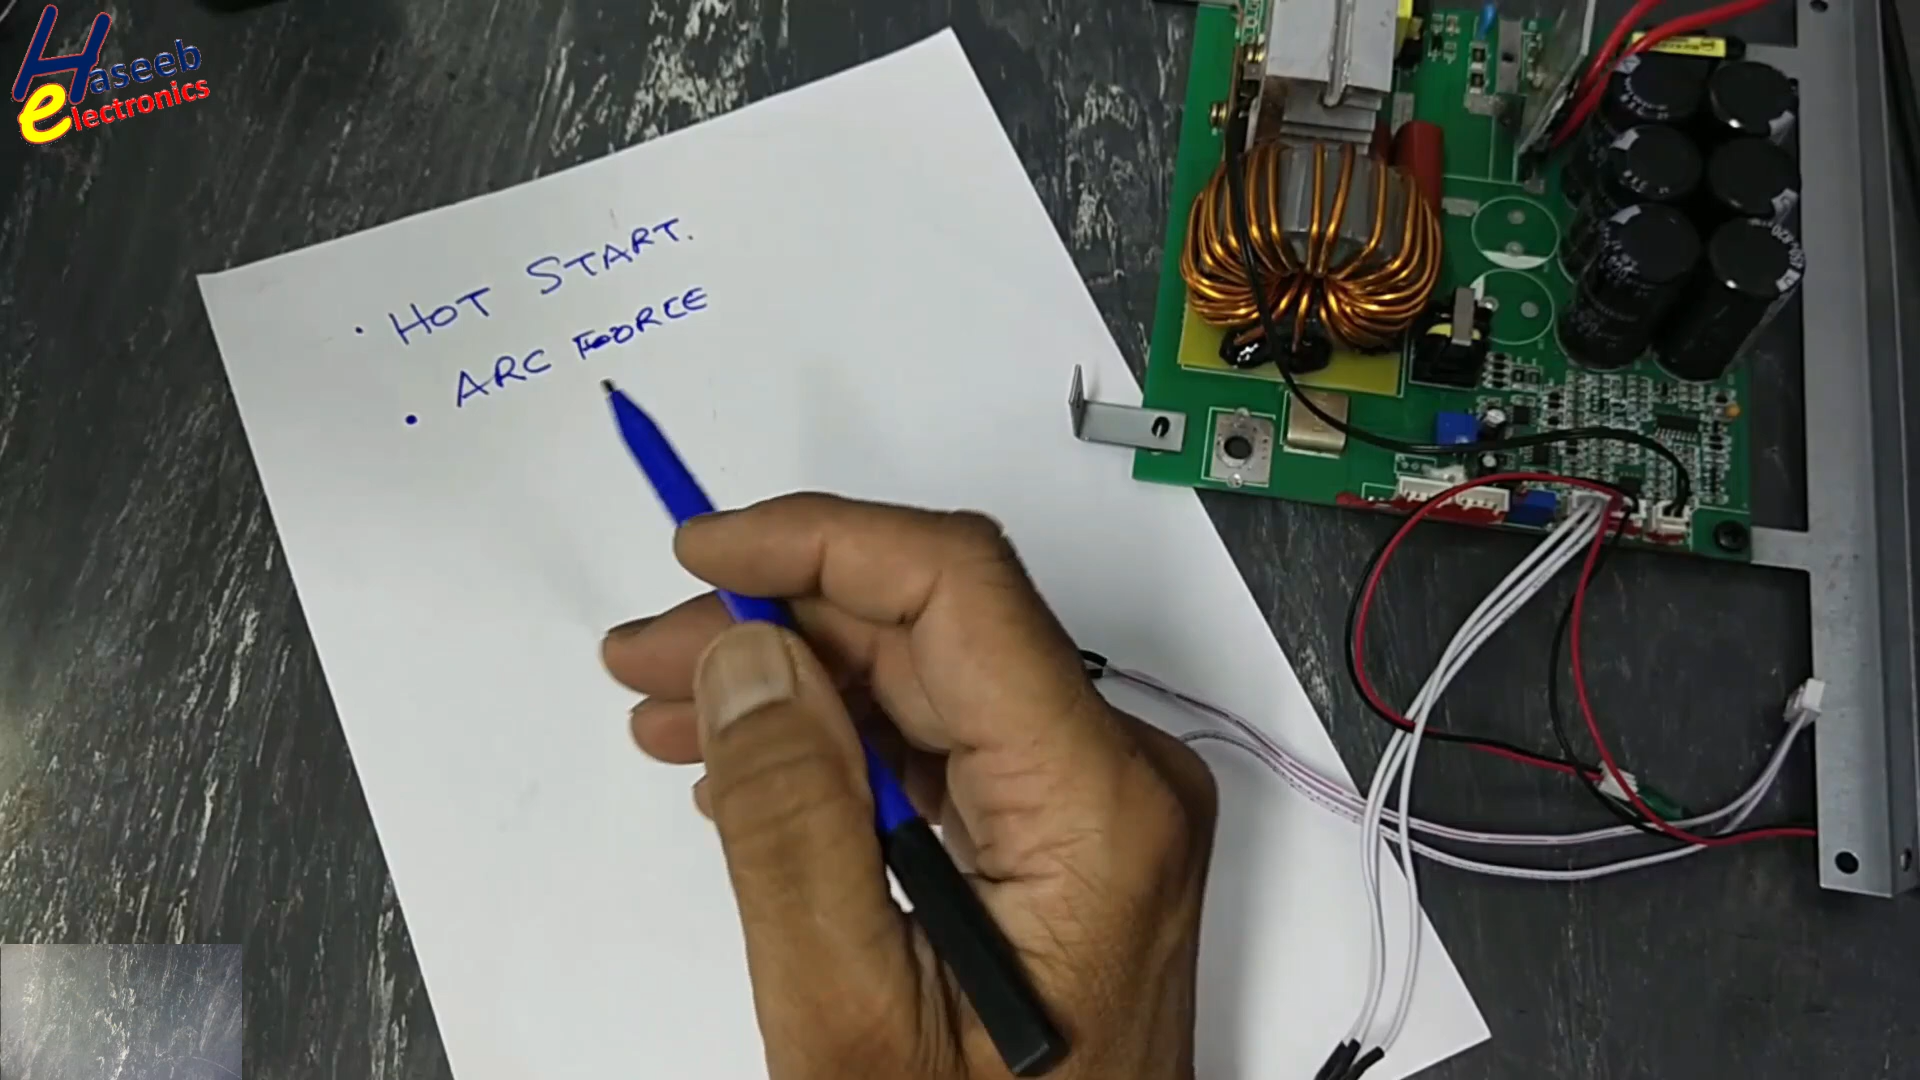 Haseeb
electronics
• HOT START.
• ARC FORCE